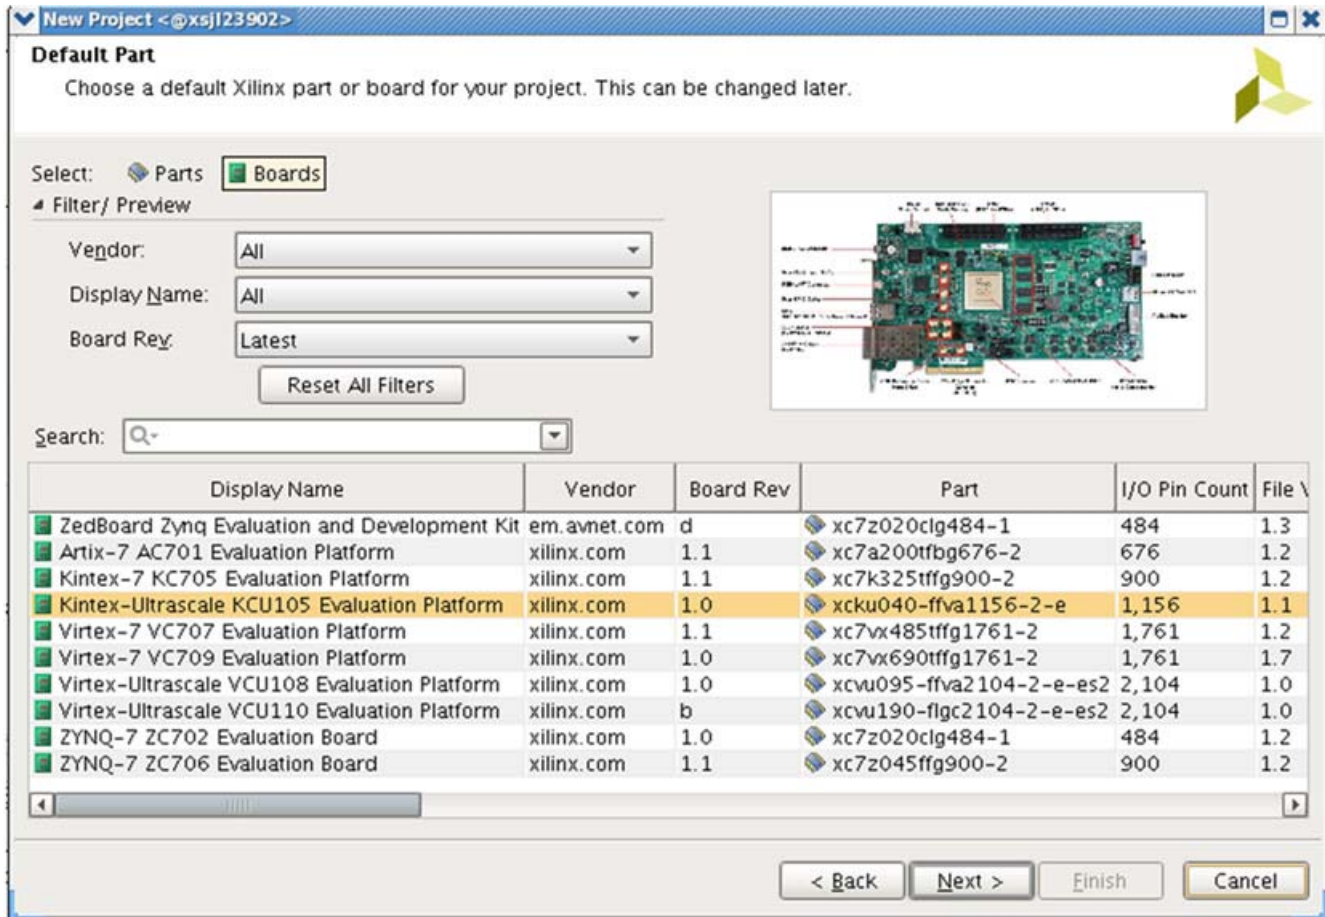 New Project <@xsjl23902>
Default Part
Choose a default Xilinx part or board for your project. This can be changed later.
Select: Parts Boards
Filter/ Preview
Vendor: All
Display Name: All
Board Rev: Latest
Reset All Filters
Search:
Display Name Vendor Board Rev Part I/O Pin Count File V
ZedBoard Zynq Evaluation and Development Kit em.avnet.com d xc7z020clg484-1 484 1.3
Artix-7 AC701 Evaluation Platform xilinx.com 1.1 xc7a200tfbg676-2 676 1.2
Kintex-7 KC705 Evaluation Platform xilinx.com 1.1 xc7k325tffg900-2 900 1.2
Kintex-Ultrascale KCU105 Evaluation Platform xilinx.com 1.0 xcku040-ffva1156-2-e 1,156 1.1
Virtex-7 VC707 Evaluation Platform xilinx.com 1.1 xc7vx485tffg1761-2 1,761 1.2
Virtex-7 VC709 Evaluation Platform xilinx.com 1.0 xc7vx690tffg1761-2 1,761 1.7
Virtex-Ultrascale VCU108 Evaluation Platform xilinx.com 1.0 xcvu095-ffva2104-2-e-es2 2,104 1.0
Virtex-Ultrascale VCU110 Evaluation Platform xilinx.com b xcvu190-flgc2104-2-e-es2 2,104 1.0
ZYNQ-7 ZC702 Evaluation Board xilinx.com 1.0 xc7z020clg484-1 484 1.2
ZYNQ-7 ZC706 Evaluation Board xilinx.com 1.1 xc7z045ffg900-2 900 1.2
< Back Next > Finish Cancel